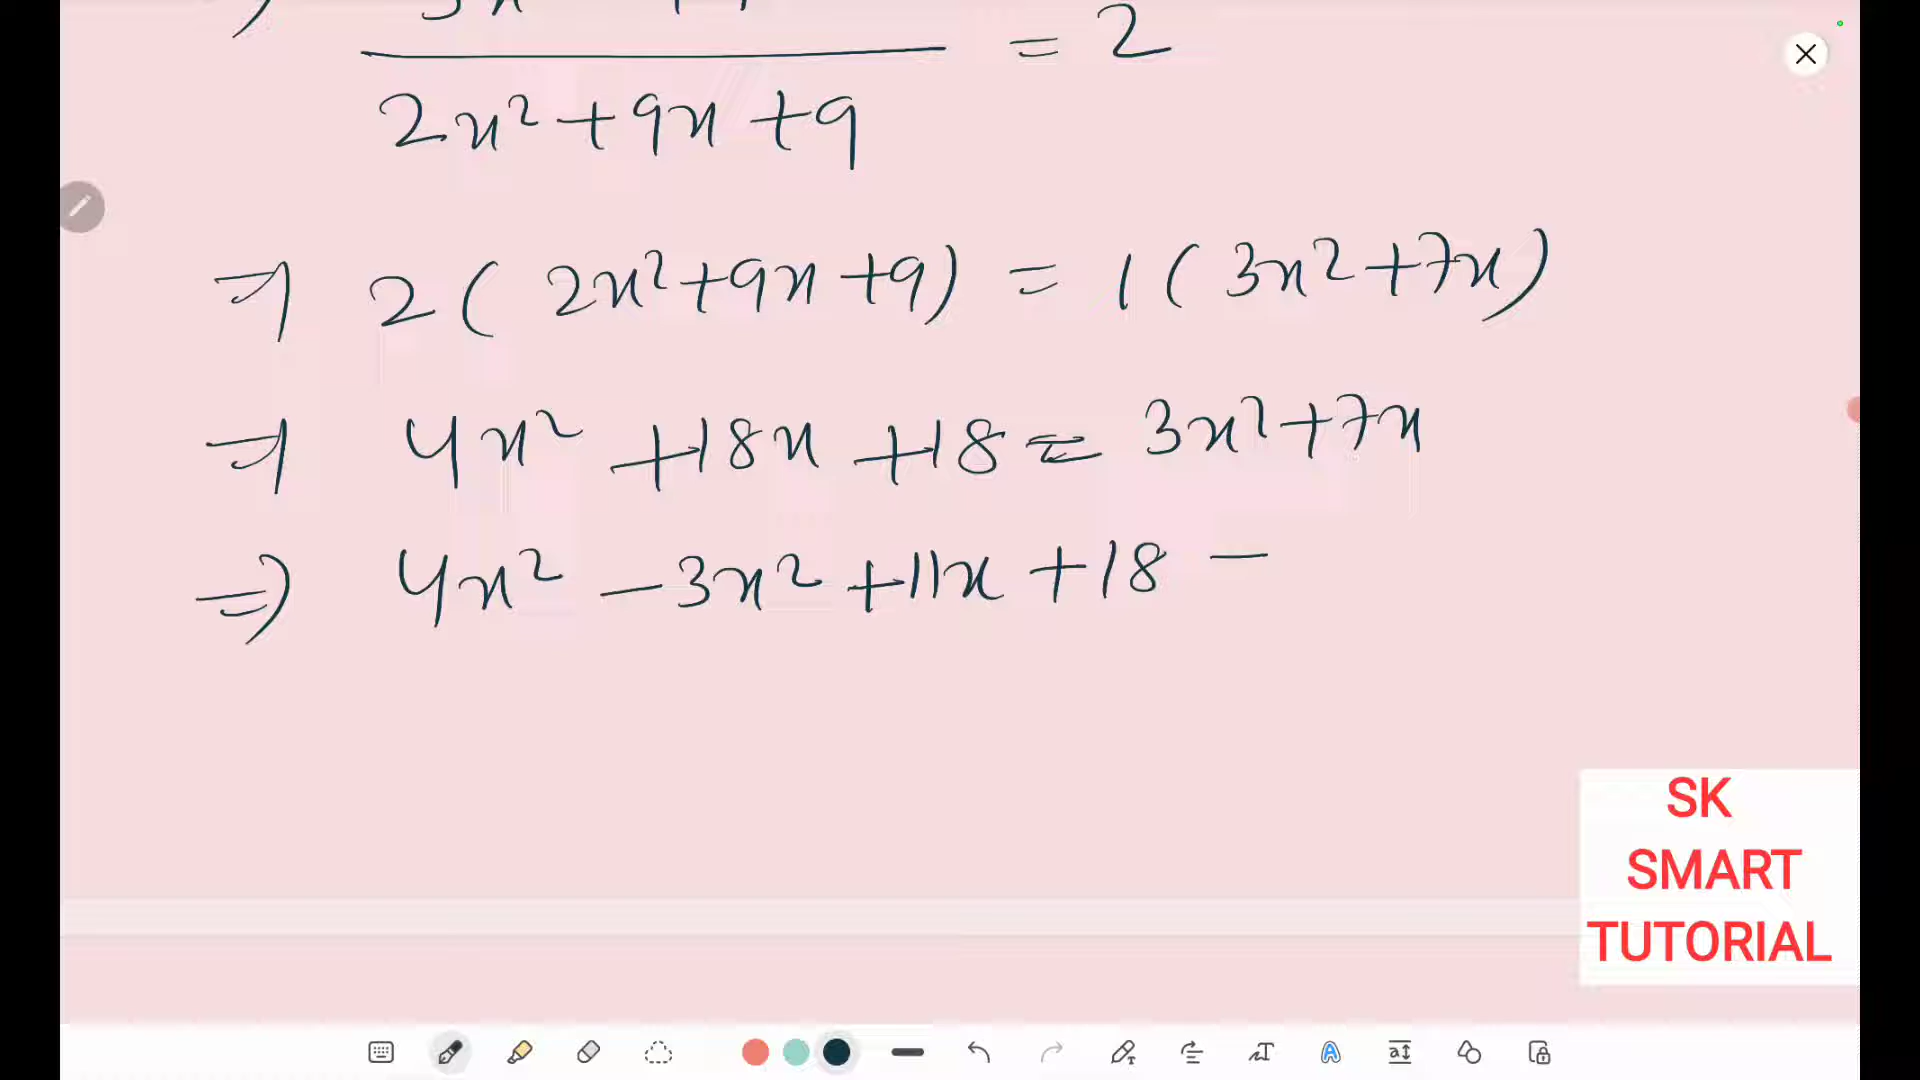 = 2
2x² + 9x + 9
⇒ 2 ( 2x² + 9x + 9 ) = 1 ( 3x² + 7x )
⇒ 4x² + 18x + 18 = 3x² + 7x
⇒ 4x² - 3x² + 11x + 18 -
SK
SMART
TUTORIAL